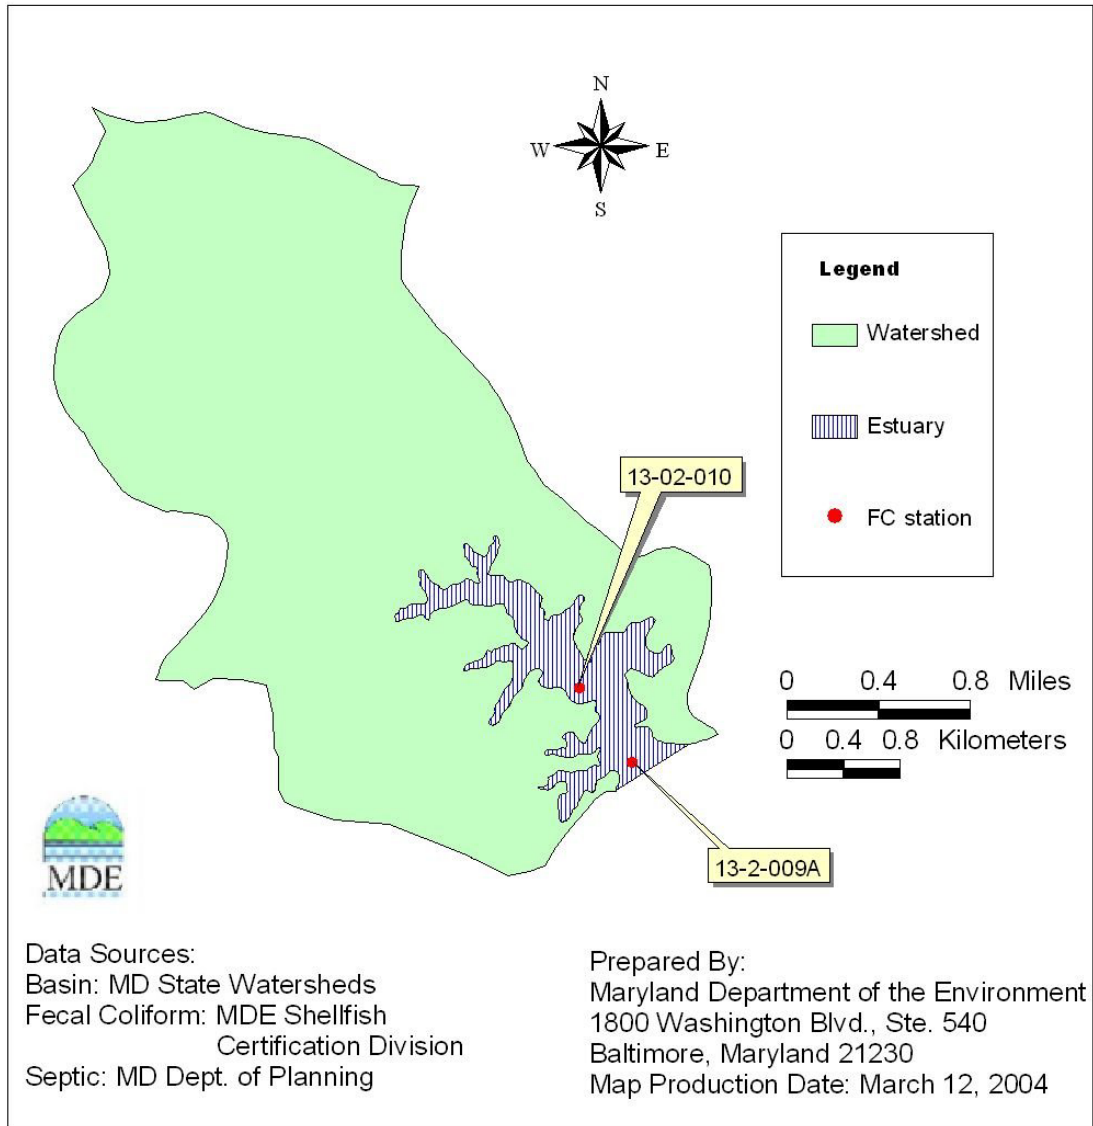 N
W E
S
Legend
Watershed
Estuary
FC station
13-02-010
0 0.4 0.8 Miles
0 0.4 0.8 Kilometers
13-2-009A
MDE
Data Sources:
Basin: MD State Watersheds
Fecal Coliform: MDE Shellfish
Certification Division
Septic: MD Dept. of Planning
Prepared By:
Maryland Department of the Environment
1800 Washington Blvd., Ste. 540
Baltimore, Maryland 21230
Map Production Date: March 12, 2004